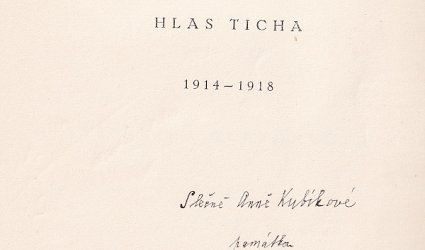 HLAS TICHA
1914–1918
Slečně Anně Kubíkové
památka